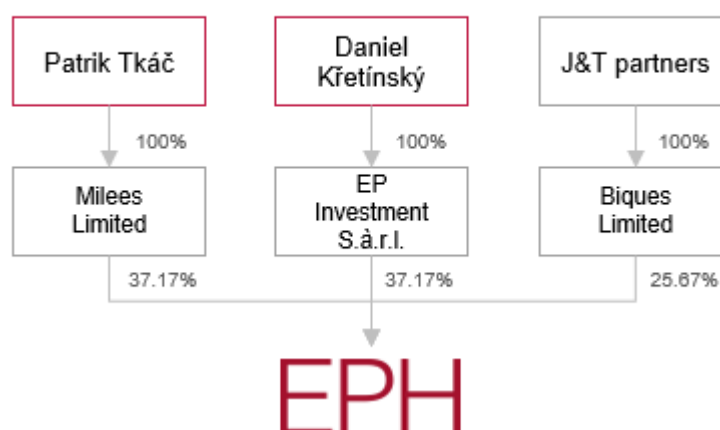 Patrik Tkáč
Daniel
Křetínský
J&T partners
100%
100%
100%
Milees
Limited
EP
Investment
S.à.r.l.
Biques
Limited
37.17%
37.17%
25.67%
EPH